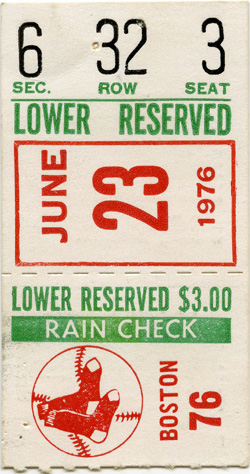 6 32 3
SEC. ROW SEAT
LOWER RESERVED
JUNE
23
1976
LOWER RESERVED $3.00
RAIN CHECK
BOSTON
76